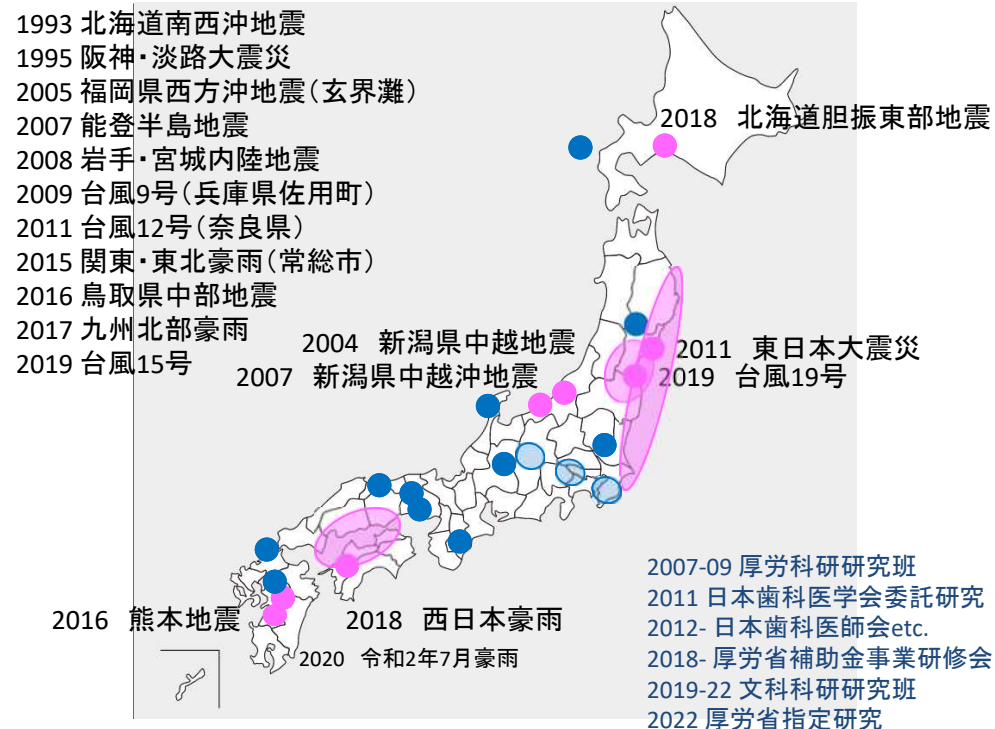 1993 北海道南西沖地震
1995 阪神・淡路大震災
2005 福岡県西方沖地震(玄界灘)
2007 能登半島地震
2008 岩手・宮城内陸地震
2009 台風9号(兵庫県佐用町)
2011 台風12号(奈良県)
2015 関東・東北豪雨(常総市)
2016 鳥取県中部地震
2017 九州北部豪雨
2019 台風15号
2018 北海道胆振東部地震
2004 新潟県中越地震
2007 新潟県中越沖地震
2011 東日本大震災
2019 台風19号
2016 熊本地震
2018 西日本豪雨
2020 令和2年7月豪雨
2007-09 厚労科研研究班
2011 日本歯科医学会委託研究
2012- 日本歯科医師会etc.
2018- 厚労省補助金事業研修会
2019-22 文科科研研究班
2022 厚労省指定研究